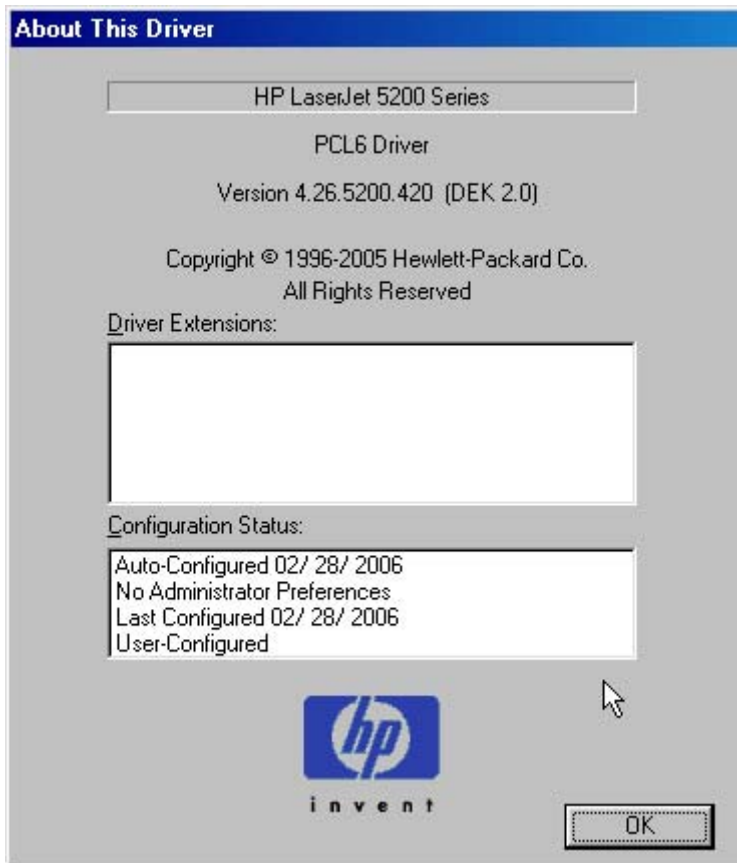 About This Driver
HP LaserJet 5200 Series
PCL6 Driver
Version 4.26.5200.420 (DEK 2.0)
Copyright © 1996-2005 Hewlett-Packard Co.
All Rights Reserved
Driver Extensions:
Configuration Status:
Auto-Configured 02/ 28/ 2006
No Administrator Preferences
Last Configured 02/ 28/ 2006
User-Configured
hp
invent
OK